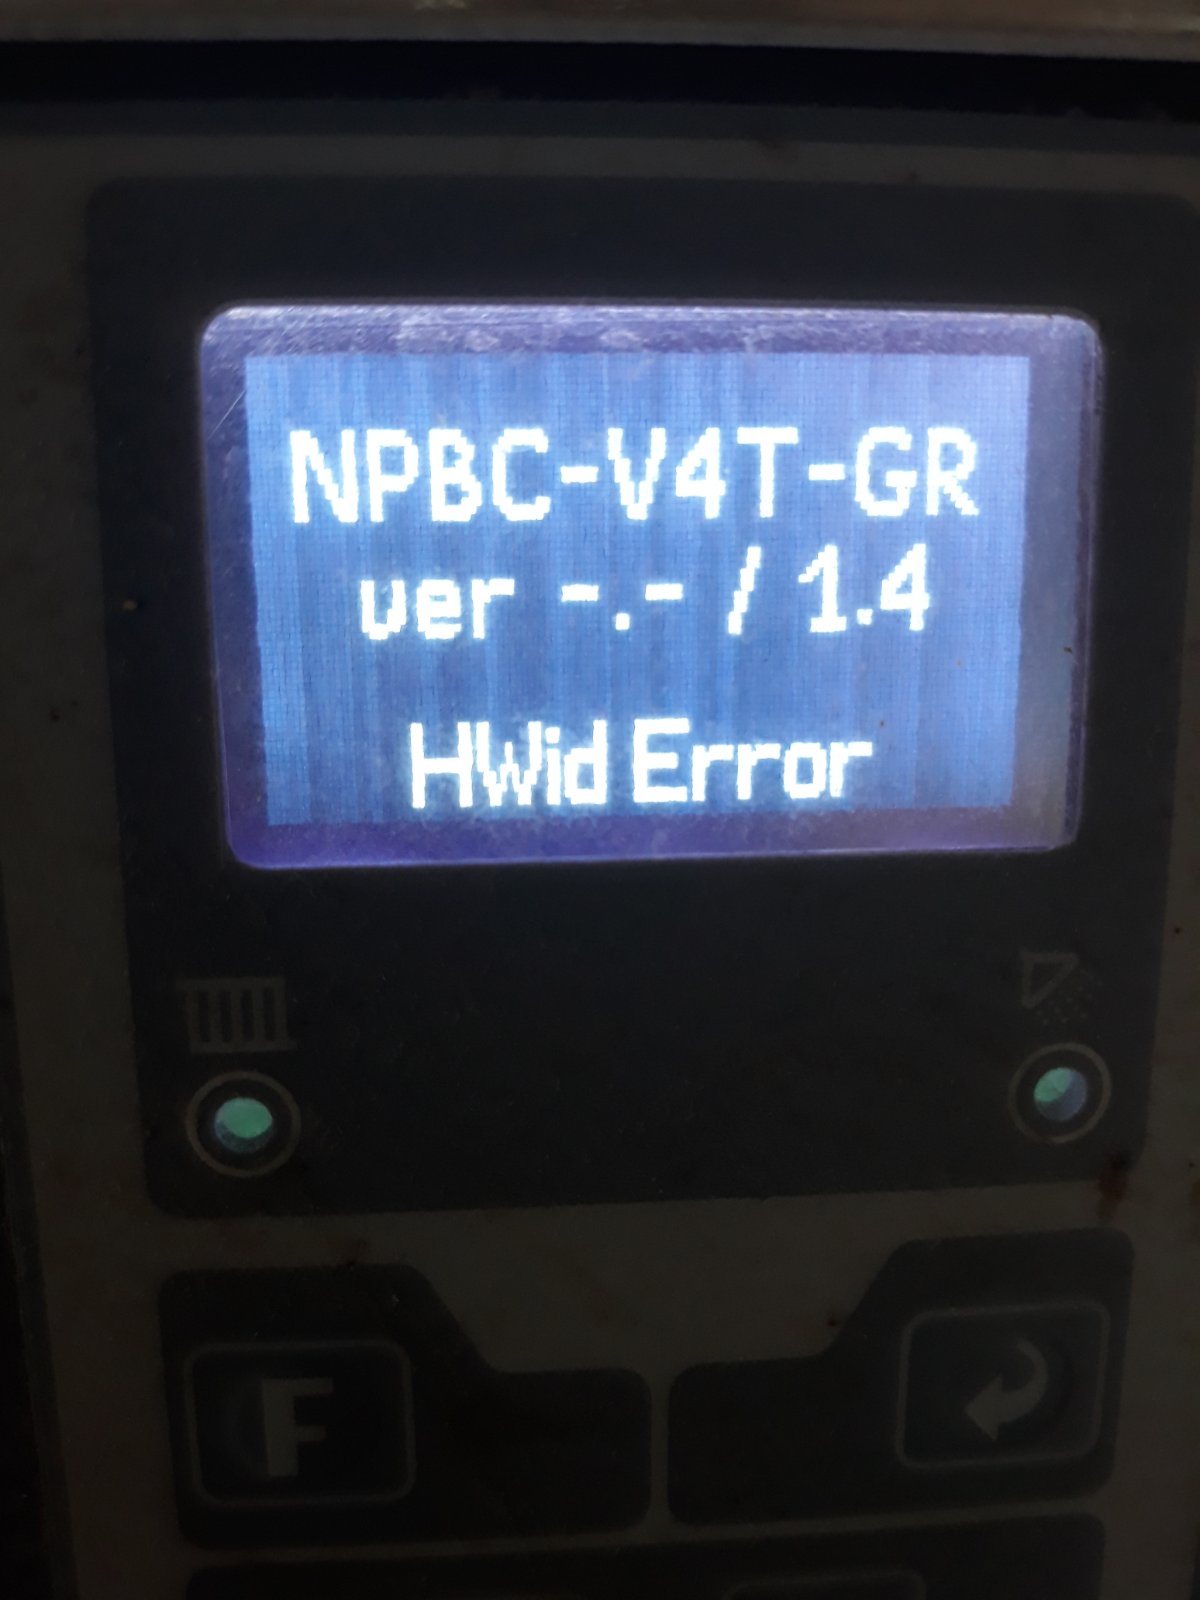 NPBC-V4T-GR
ver -.- / 1.4
HWid Error
F